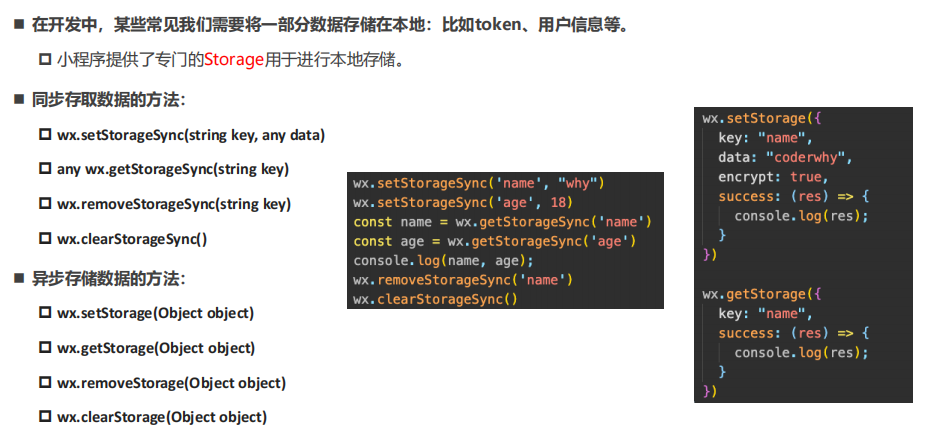 ■ 在开发中，某些常见我们需要将一部分数据存储在本地：比如token、用户信息等。
小程序提供了专门的Storage用于进行本地存储。
■ 同步存取数据的方法：
wx.setStorageSync(string key, any data)
any wx.getStorageSync(string key)
wx.removeStorageSync(string key)
wx.clearStorageSync()
■ 异步存储数据的方法：
wx.setStorage(Object object)
wx.getStorage(Object object)
wx.removeStorage(Object object)
wx.clearStorage(Object object)
wx.setStorageSync('name', "why")
wx.setStorageSync('age', 18)
const name = wx.getStorageSync('name')
const age = wx.getStorageSync('age')
console.log(name, age);
wx.removeStorageSync('name')
wx.clearStorageSync()
wx.setStorage({
key: "name",
data: "coderwhy",
encrypt: true,
success: (res) => {
console.log(res);
}
})
wx.getStorage({
key: "name",
success: (res) => {
console.log(res);
}
})